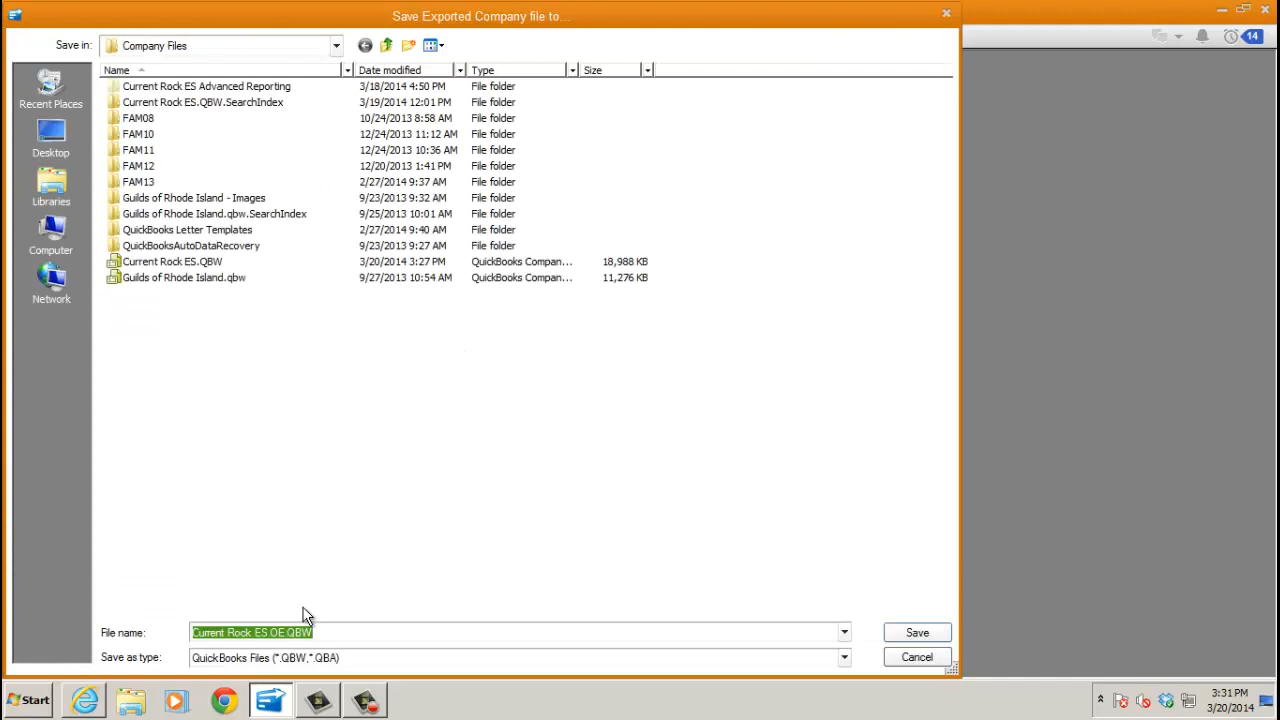 Save Exported Company file to...
14
Save in: Company Files
Name Date modified Type Size
Current Rock ES Advanced Reporting 3/18/2014 4:50 PM File folder
Current Rock ES.QBW.SearchIndex 3/19/2014 12:01 PM File folder
FAM08 10/24/2013 8:58 AM File folder
FAM10 12/24/2013 11:12 AM File folder
FAM11 12/24/2013 10:36 AM File folder
FAM12 12/20/2013 1:41 PM File folder
FAM13 2/27/2014 9:37 AM File folder
Guilds of Rhode Island - Images 9/23/2013 9:32 AM File folder
Guilds of Rhode Island.qbw.SearchIndex 9/25/2013 10:01 AM File folder
QuickBooks Letter Templates 2/27/2014 9:40 AM File folder
QuickBooksAutoDataRecovery 9/23/2013 9:27 AM File folder
Current Rock ES.QBW 3/20/2014 3:27 PM QuickBooks Compan... 18,988 KB
Guilds of Rhode Island.qbw 9/27/2013 10:54 AM QuickBooks Compan... 11,276 KB
Recent Places
Desktop
Libraries
Computer
Network
File name: Current Rock ES.OE.QBW Save
Save as type: QuickBooks Files (*.QBW,*.QBA) Cancel
Start
3:31 PM
3/20/2014